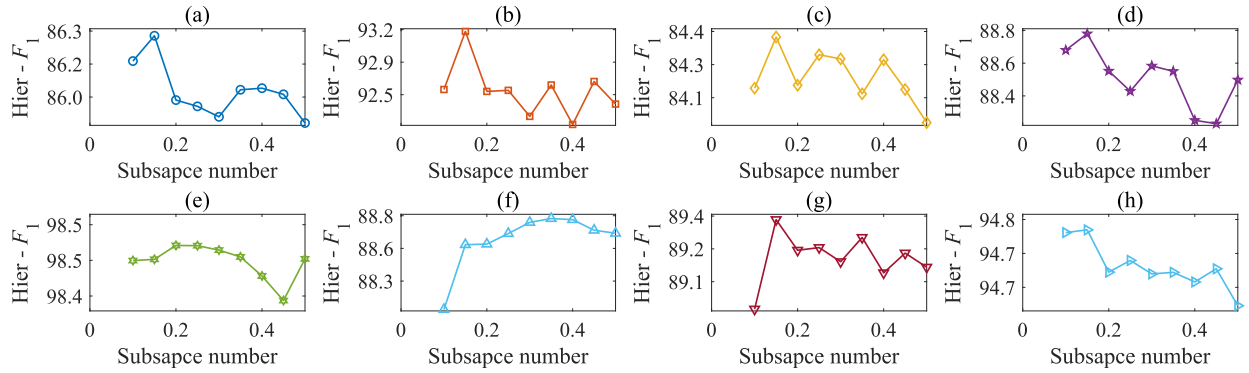 (a)
86.3
86.2
86.0
Hier - F1
0
0.2
0.4
Subsapce number
(b)
93.2
92.9
92.5
Hier - F1
0
0.2
0.4
Subsapce number
(c)
84.4
84.3
84.1
Hier - F1
0
0.2
0.4
Subsapce number
(d)
88.8
88.6
88.4
Hier - F1
0
0.2
0.4
Subsapce number
(e)
98.5
98.5
98.4
Hier - F1
0
0.2
0.4
Subsapce number
(f)
88.8
88.6
88.3
Hier - F1
0
0.2
0.4
Subsapce number
(g)
89.4
89.2
89.1
Hier - F1
0
0.2
0.4
Subsapce number
(h)
94.8
94.7
94.7
Hier - F1
0
0.2
0.4
Subsapce number